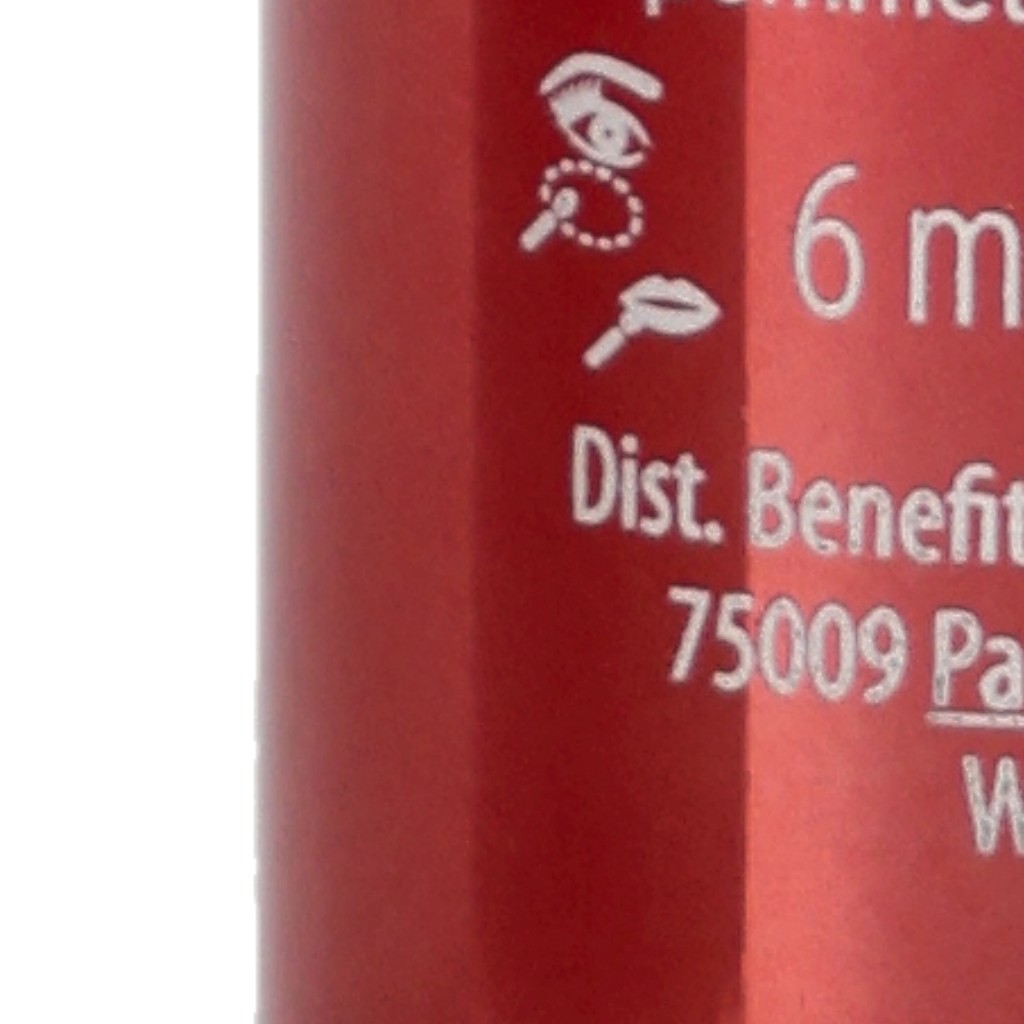 6 m
Dist. Benefit
75009 Pa
W